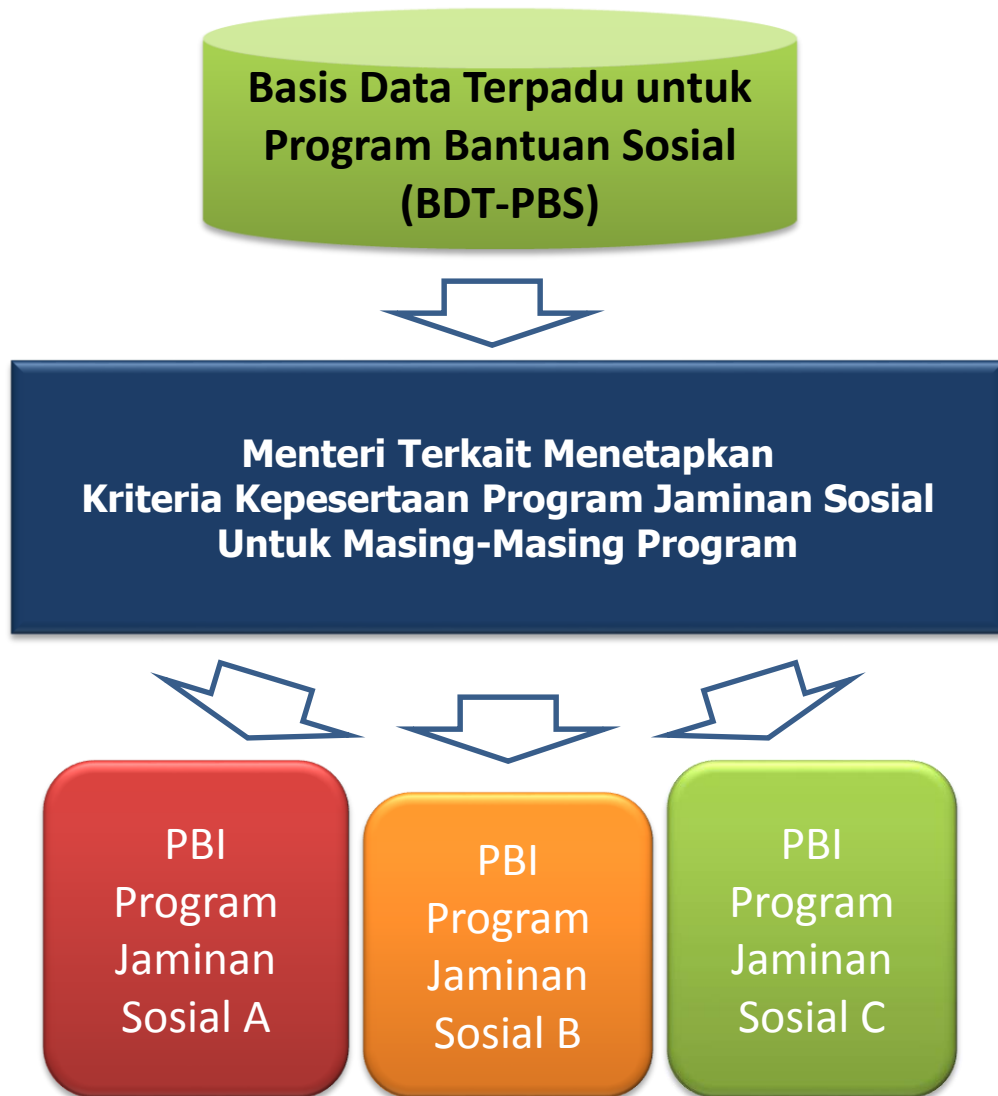 Basis Data Terpadu untuk
Program Bantuan Sosial
(BDT-PBS)
Menteri Terkait Menetapkan
Kriteria Kepesertaan Program Jaminan Sosial
Untuk Masing-Masing Program
PBI
Program
Jaminan
Sosial A
PBI
Program
Jaminan
Sosial B
PBI
Program
Jaminan
Sosial C